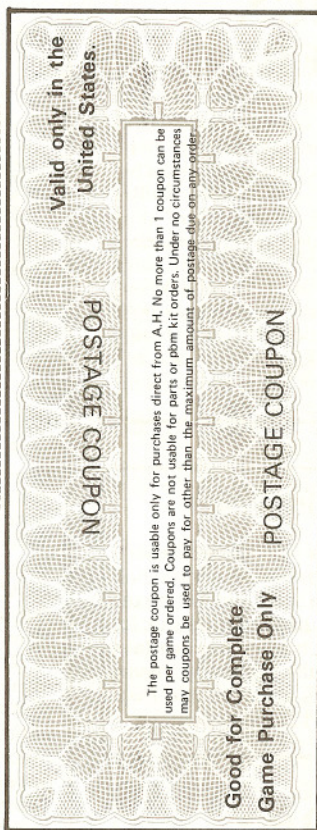 Valid only in the
United States.
POSTAGE COUPON
The postage coupon is usable only for purchases direct from A.H. No more than 1 coupon can be
used per game ordered. Coupons are not usable for parts or pbm kit orders. Under no circumstances
may coupons be used to pay for other than the maximum amount of postage due on any order.
Good for Complete
Game Purchase Only
POSTAGE COUPON